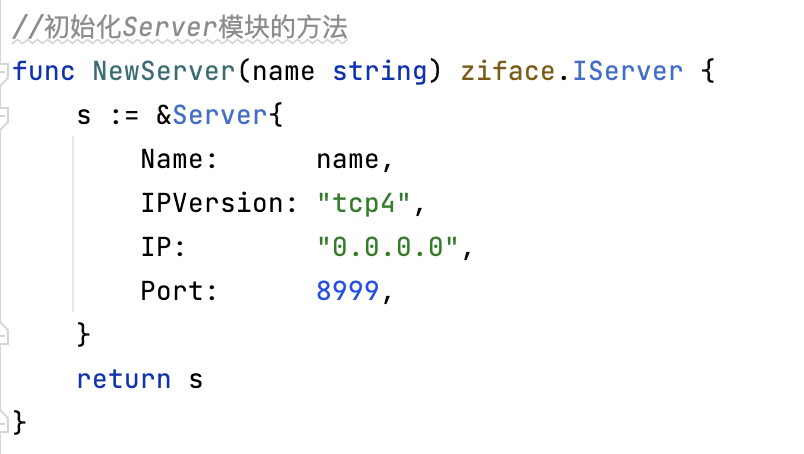 //初始化Server模块的方法
func NewServer(name string) ziface.IServer {
    s := &Server{
        Name:      name,
        IPVersion: "tcp4",
        IP:        "0.0.0.0",
        Port:      8999,
    }
    return s
}